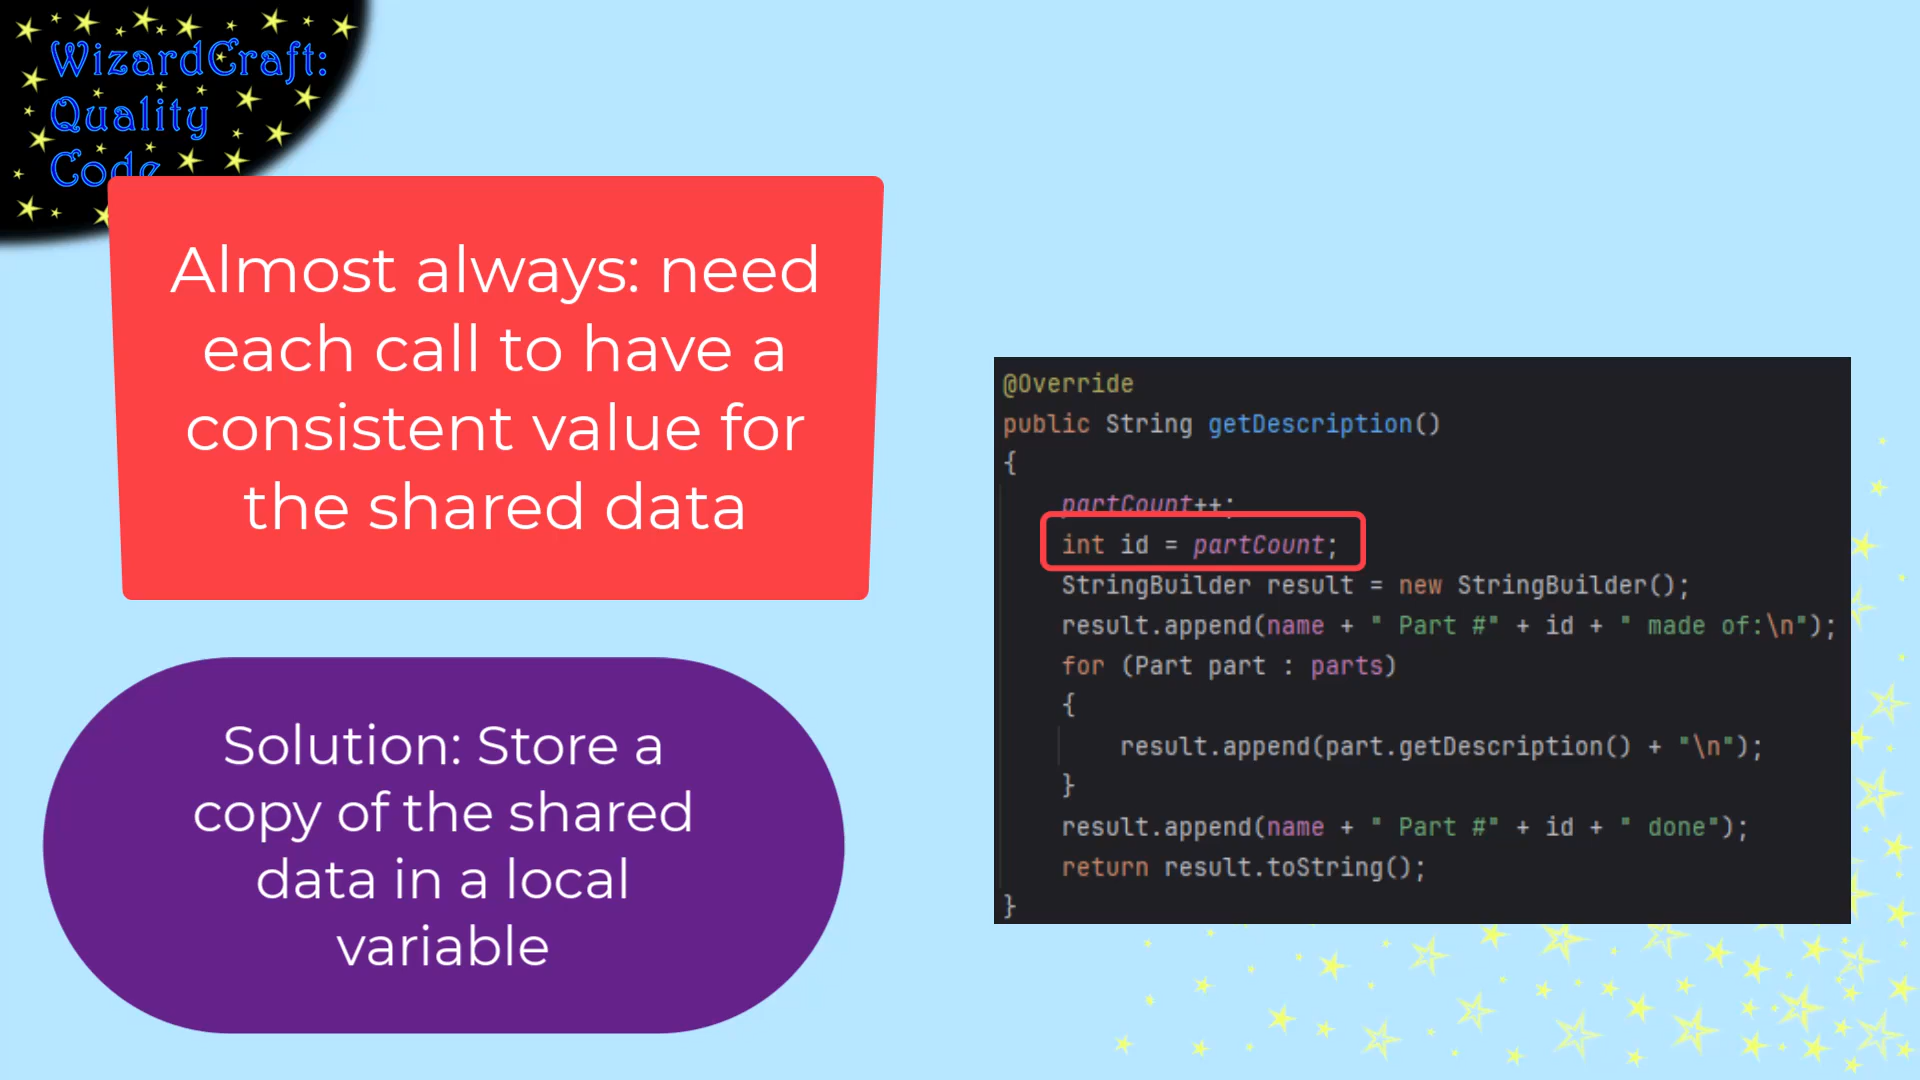 WizardCraft:
Quality
Code
Almost always: need
each call to have a
consistent value for
the shared data
Solution: Store a
copy of the shared
data in a local
variable
@Override
public String getDescription()
{
partCount++;
int id = partCount;
StringBuilder result = new StringBuilder();
result.append(name + " Part #" + id + " made of:\n");
for (Part part : parts)
{
result.append(part.getDescription() + "\n");
}
result.append(name + " Part #" + id + " done");
return result.toString();
}